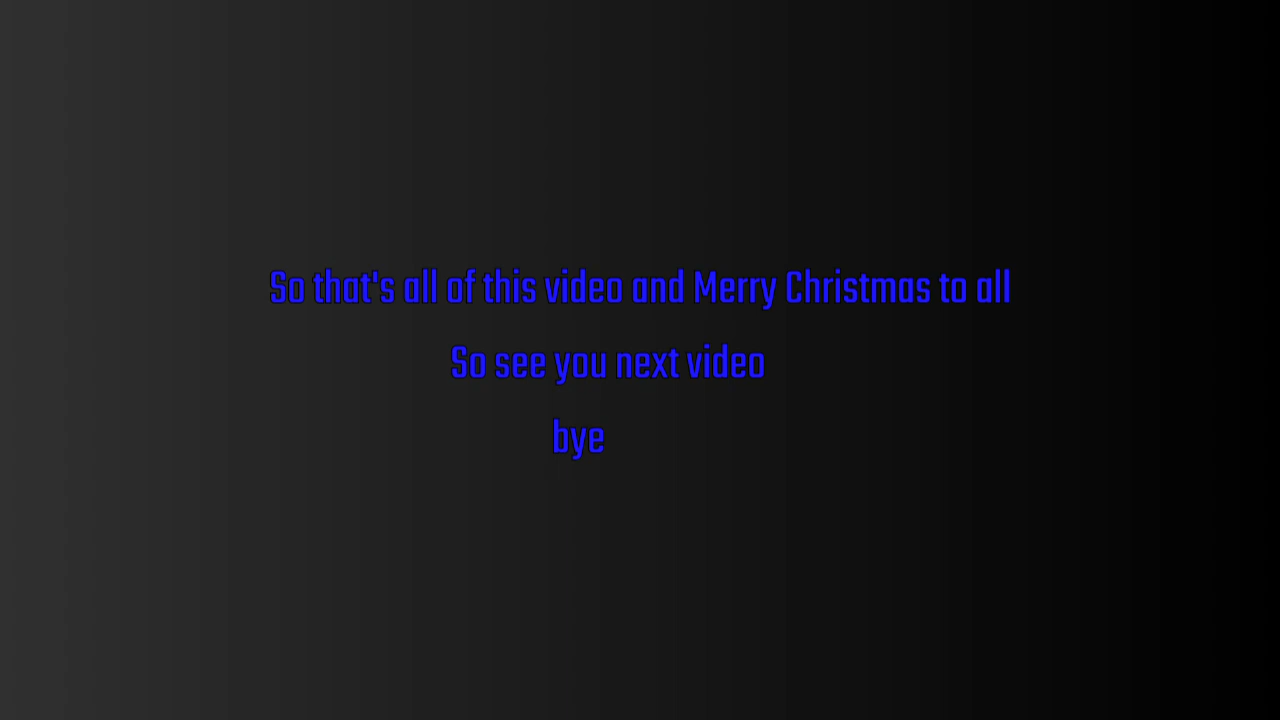 So that's all of this video and Merry Christmas to all
So see you next video
bye